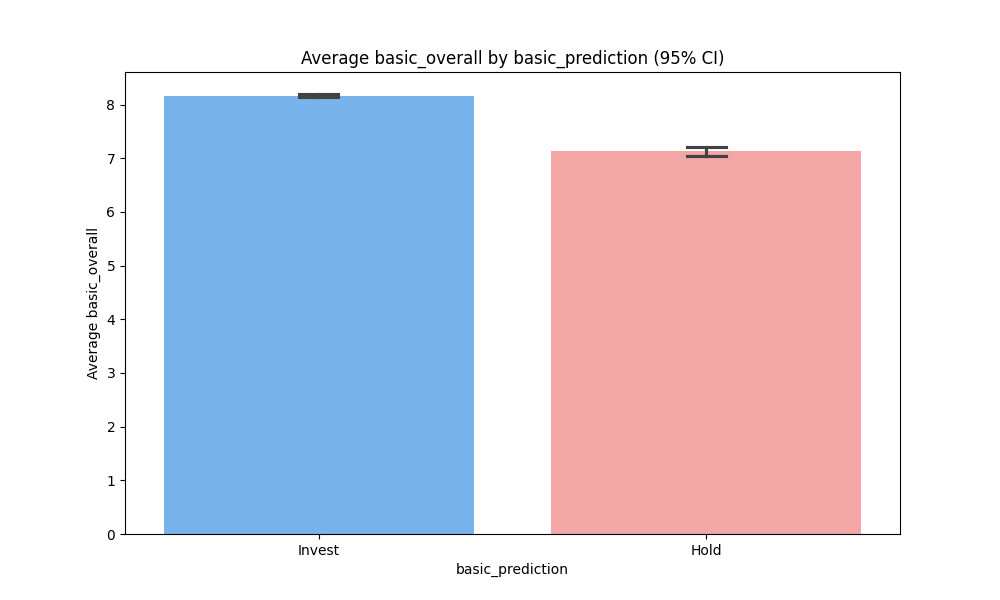 Average basic_overall by basic_prediction (95% CI)
Average basic_overall
8
7
6
5
4
3
2
1
0
Invest
Hold
basic_prediction